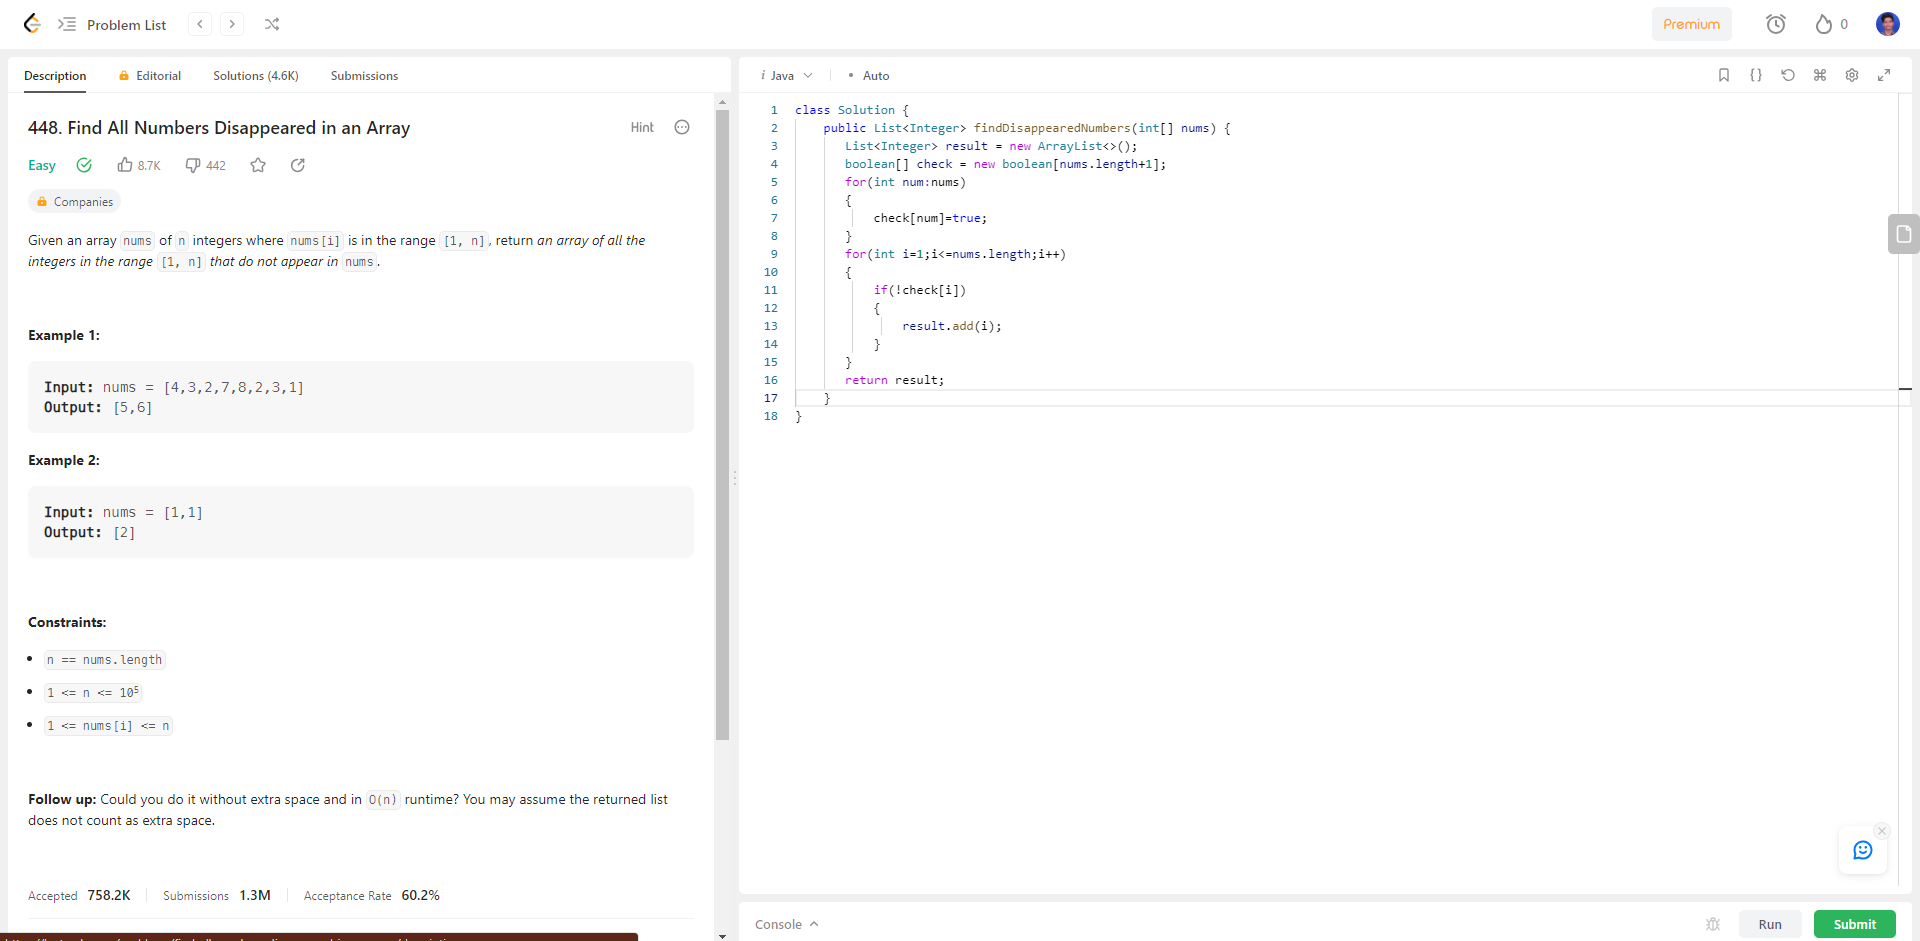 Problem List
Premium
0
Description
Editorial
Solutions (4.6K)
Submissions
448. Find All Numbers Disappeared in an Array
Hint
Easy
8.7K
442
Companies
Given an array nums of n integers where nums[i] is in the range [1, n], return an array of all the
integers in the range [1, n] that do not appear in nums.
Example 1:
Input: nums = [4,3,2,7,8,2,3,1]
Output: [5,6]
Example 2:
Input: nums = [1,1]
Output: [2]
Constraints:
n == nums.length
1 <= n <= 10⁵
1 <= nums[i] <= n
Follow up: Could you do it without extra space and in O(n) runtime? You may assume the returned list
does not count as extra space.
Accepted 758.2K Submissions 1.3M Acceptance Rate 60.2%
i Java
• Auto
1 class Solution {
2 public List<Integer> findDisappearedNumbers(int[] nums) {
3 List<Integer> result = new ArrayList<>();
4 boolean[] check = new boolean[nums.length+1];
5 for(int num:nums)
6 {
7 check[num]=true;
8 }
9 for(int i=1;i<=nums.length;i++)
10 {
11 if(!check[i])
12 {
13 result.add(i);
14 }
15 }
16 return result;
17 }
18 }
Console
Run
Submit